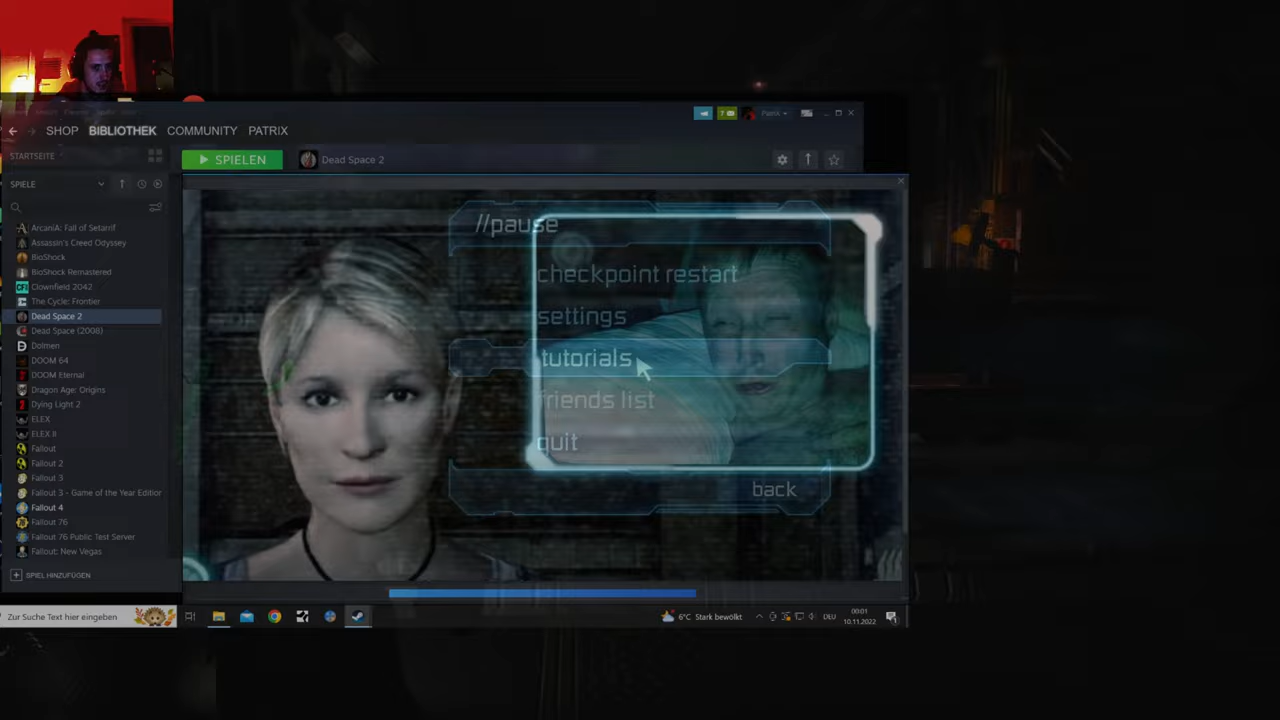 SHOP BIBLIOTHEK COMMUNITY PATRIX
PatriX
STARTSEITE
SPIELEN
Dead Space 2
SPIELE
ArcaniA: Fall of Setarrif
Assassin's Creed Odyssey
BioShock
BioShock Remastered
Clownfield 2042
The Cycle: Frontier
Dead Space 2
Dead Space (2008)
Dolmen
DOOM 64
DOOM Eternal
Dragon Age: Origins
Dying Light 2
ELEX
ELEX II
Fallout
Fallout 2
Fallout 3
Fallout 3 - Game of the Year Edition
Fallout 4
Fallout 76
Fallout 76 Public Test Server
Fallout: New Vegas
SPIEL HINZUFÜGEN
//pause
checkpoint restart
settings
tutorials
friends list
quit
back
Zur Suche Text hier eingeben
6°C Stark bewölkt
DEU
00:01
10.11.2022